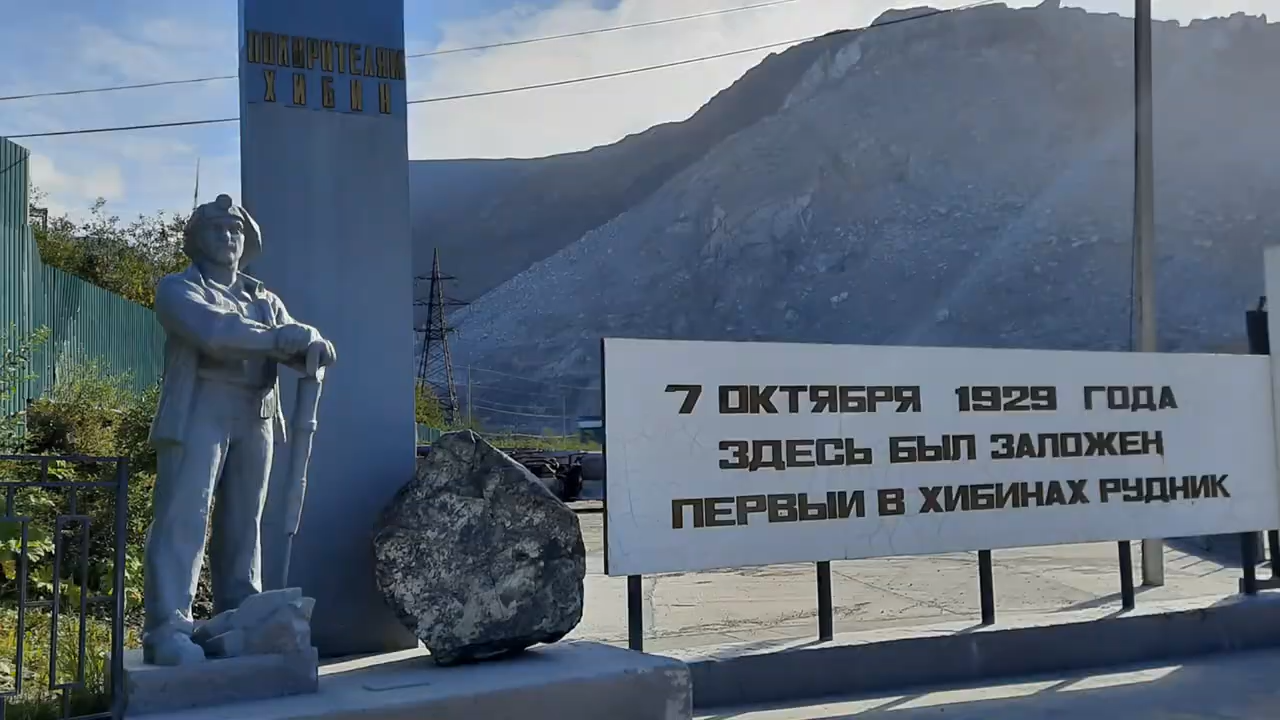 ПОКОРИТЕЛЯМ
ХИБИН
7 ОКТЯБРЯ 1929 ГОДА
ЗДЕСЬ БЫЛ ЗАЛОЖЕН
ПЕРВЫЙ В ХИБИНАХ РУДНИК